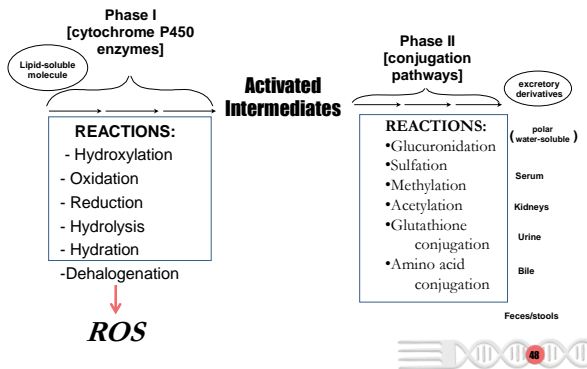 Phase I
[cytochrome P450
enzymes]
Lipid-soluble
molecule
Activated
Intermediates
Phase II
[conjugation
pathways]
excretory
derivatives
REACTIONS:
- Hydroxylation
- Oxidation
- Reduction
- Hydrolysis
- Hydration
-Dehalogenation
ROS
REACTIONS:
•Glucuronidation
•Sulfation
•Methylation
•Acetylation
•Glutathione
conjugation
•Amino acid
conjugation
( polar
water-soluble )
Serum
Kidneys
Urine
Bile
Feces/stools
48